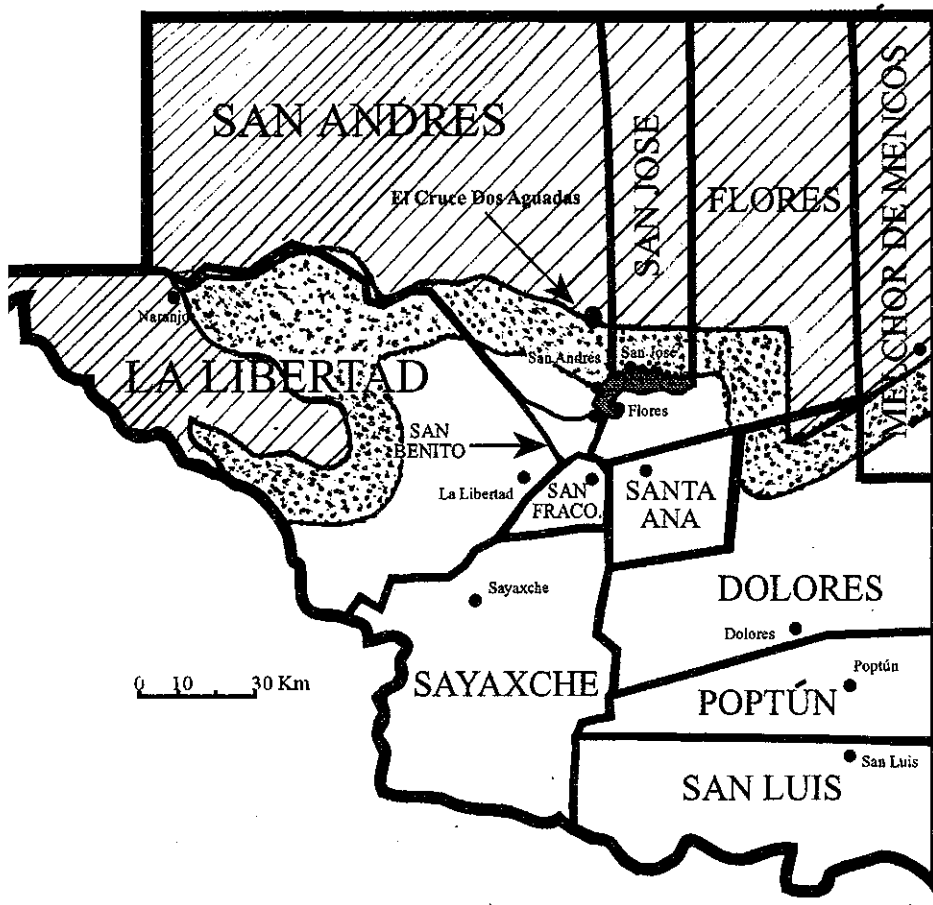 SAN ANDRES
SAN JOSE
FLORES
MELCHOR DE MENCOS
El Cruce Dos Aguadas
Naranjo
LA LIBERTAD
San Andrés
San José
Flores
SAN
BENITO
La Libertad
SAN
FRACO.
SANTA
ANA
Sayaxche
DOLORES
Dolores
SAYAXCHE
0 10 30 Km
Poptún
POPTÚN
San Luis
SAN LUIS